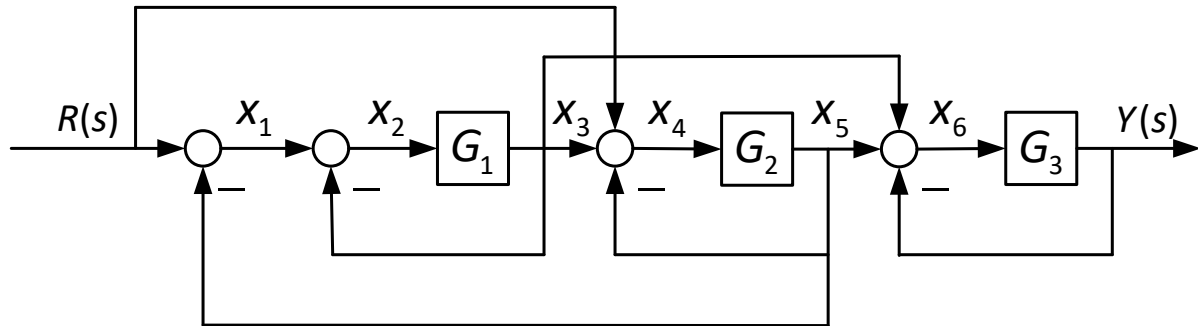 R(s)
x₁
x₂
G₁
x₃
x₄
G₂
x₅
x₆
G₃
Y(s)
−
−
−
−